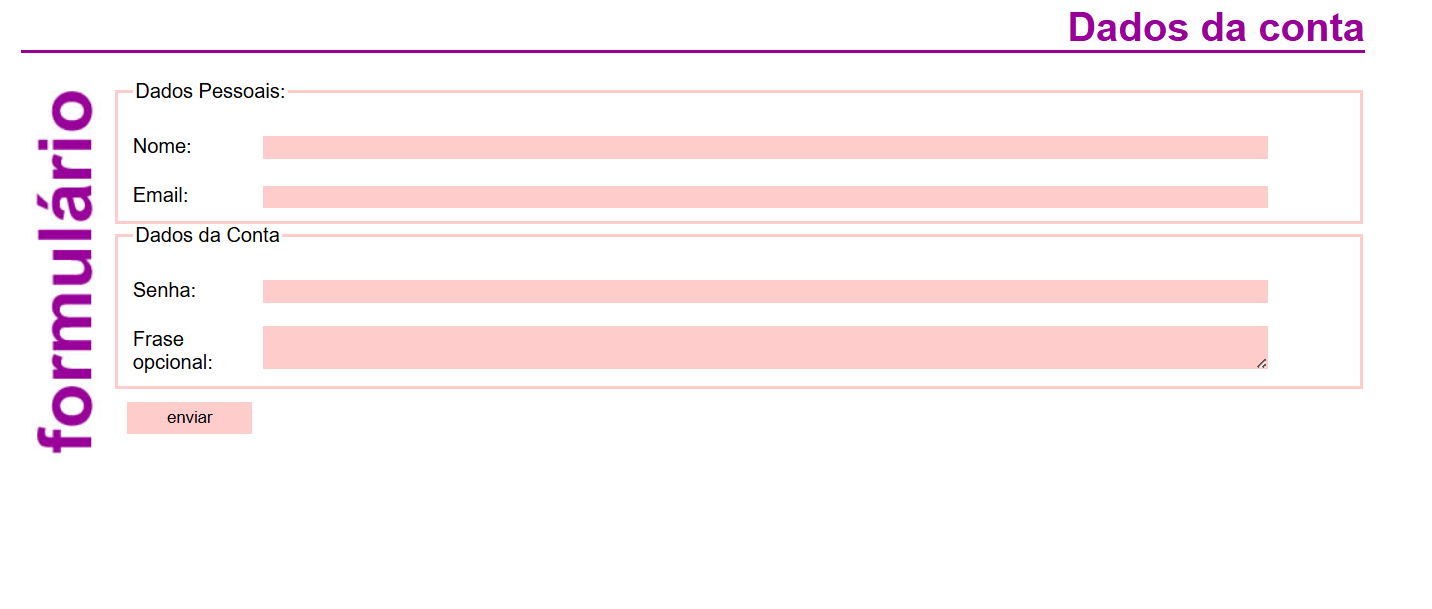 Dados da conta
formulário
Dados Pessoais:
Nome:
Email:
Dados da Conta
Senha:
Frase
opcional:
enviar